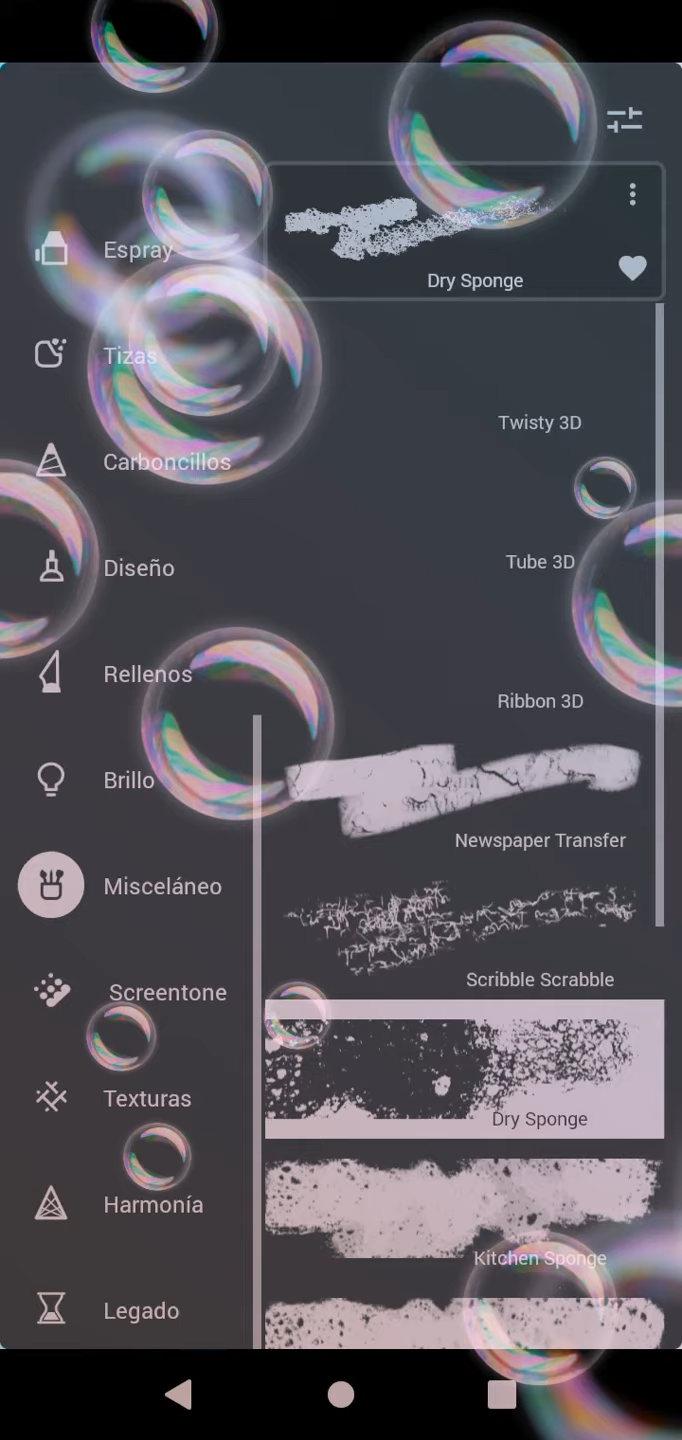 Dry Sponge
Espray
Tizas
Carboncillos
Diseño
Rellenos
Brillo
Misceláneo
Screentone
Texturas
Harmonía
Legado
Twisty 3D
Tube 3D
Ribbon 3D
Newspaper Transfer
Scribble Scrabble
Dry Sponge
Kitchen Sponge